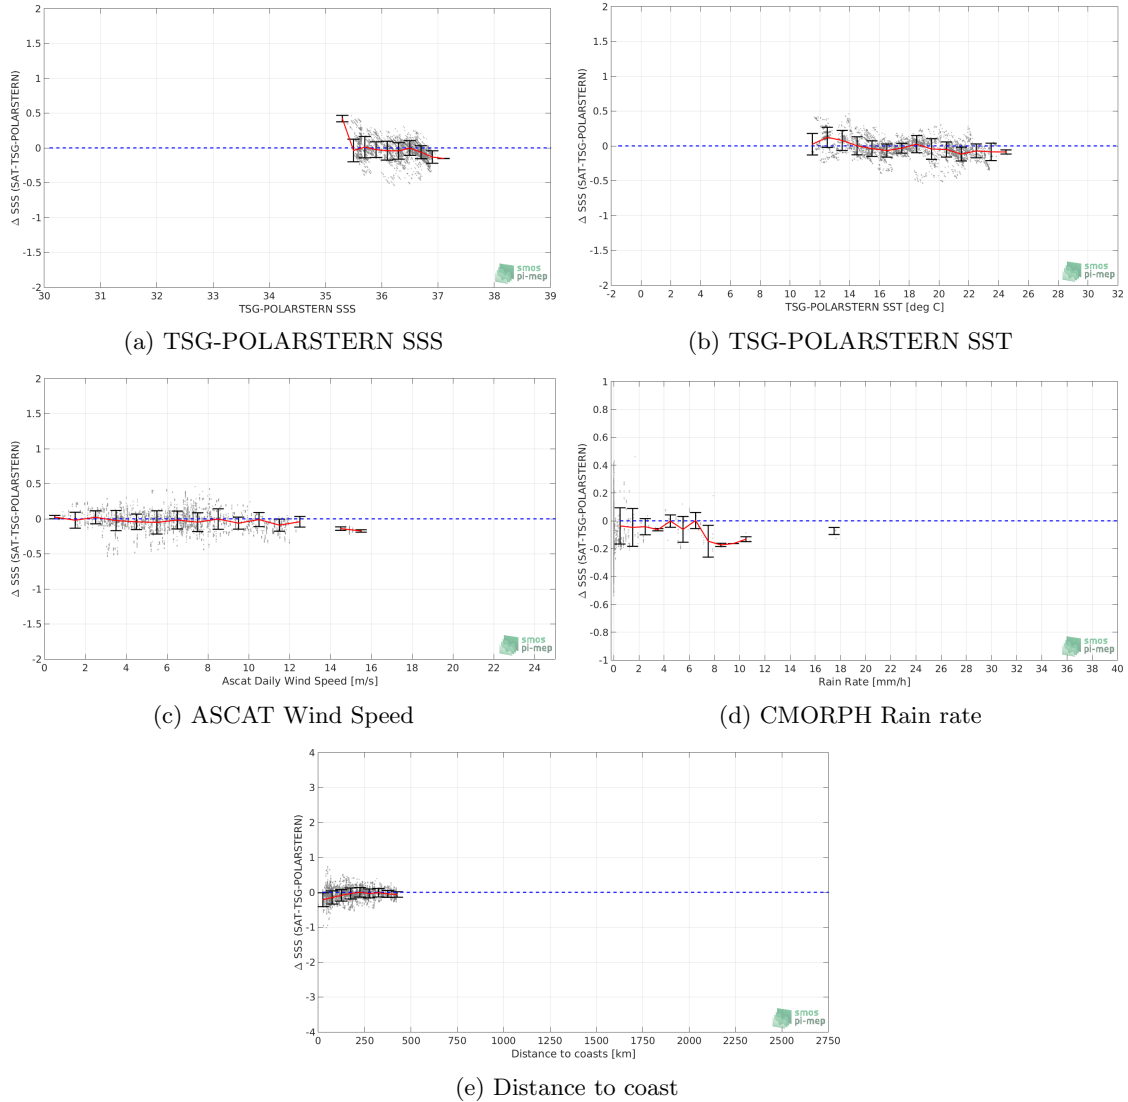 2
1.5
1
0.5
0
-0.5
-1
-1.5
-2
Δ SSS (SAT-TSG-POLARSTERN)
30 31 32 33 34 35 36 37 38 39
TSG-POLARSTERN SSS
smos
pi-mep
(a) TSG-POLARSTERN SSS
2
1.5
1
0.5
0
-0.5
-1
-1.5
-2
Δ SSS (SAT-TSG-POLARSTERN)
-2 0 2 4 6 8 10 12 14 16 18 20 22 24 26 28 30 32
TSG-POLARSTERN SST [deg C]
smos
pi-mep
(b) TSG-POLARSTERN SST
2
1.5
1
0.5
0
-0.5
-1
-1.5
-2
Δ SSS (SAT-TSG-POLARSTERN)
0 2 4 6 8 10 12 14 16 18 20 22 24
Ascat Daily Wind Speed [m/s]
smos
pi-mep
(c) ASCAT Wind Speed
1
0.8
0.6
0.4
0.2
0
-0.2
-0.4
-0.6
-0.8
-1
Δ SSS (SAT-TSG-POLARSTERN)
0 2 4 6 8 10 12 14 16 18 20 22 24 26 28 30 32 34 36 38 40
Rain Rate [mm/h]
smos
pi-mep
(d) CMORPH Rain rate
4
3
2
1
0
-1
-2
-3
-4
Δ SSS (SAT-TSG-POLARSTERN)
0 250 500 750 1000 1250 1500 1750 2000 2250 2500 2750
Distance to coasts [km]
smos
pi-mep
(e) Distance to coast